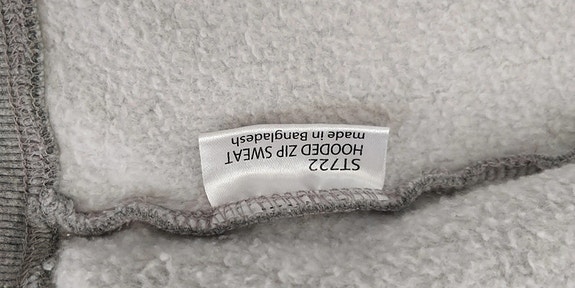 ST722
HOODED ZIP SWEAT
made in Bangladesh